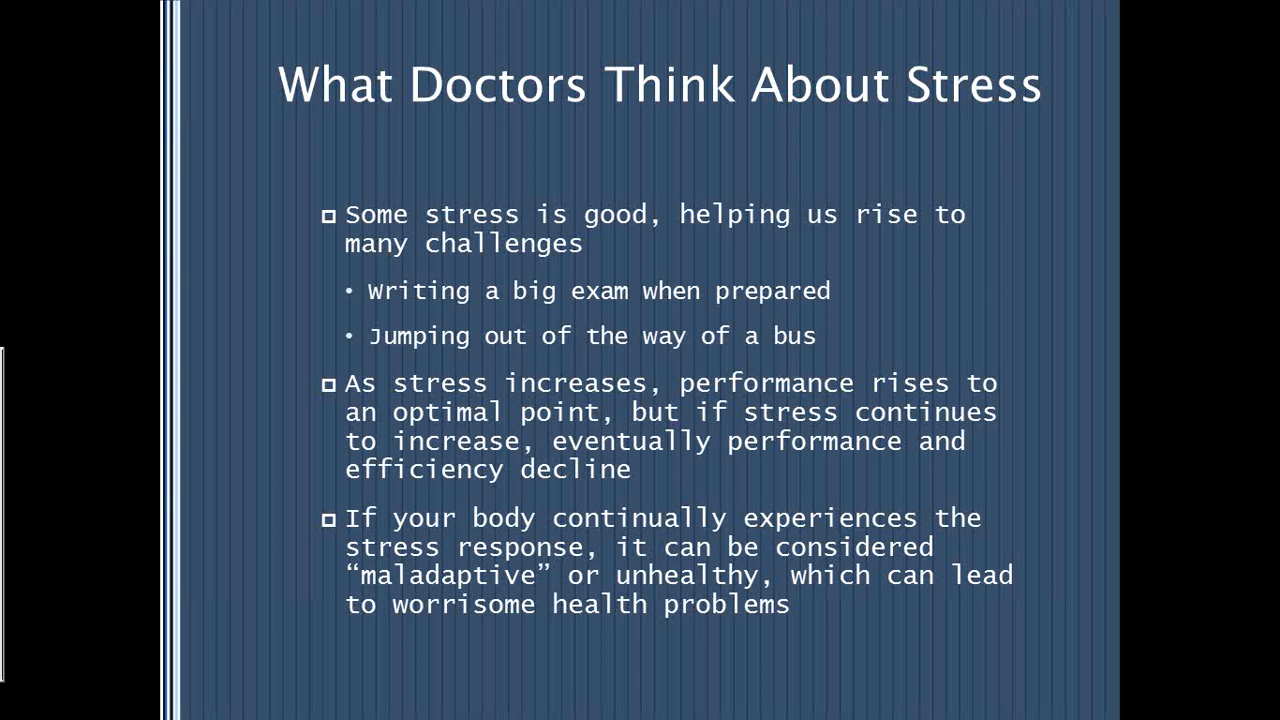 What Doctors Think About Stress
Some stress is good, helping us rise to
many challenges
• Writing a big exam when prepared
• Jumping out of the way of a bus
As stress increases, performance rises to
an optimal point, but if stress continues
to increase, eventually performance and
efficiency decline
If your body continually experiences the
stress response, it can be considered
“maladaptive” or unhealthy, which can lead
to worrisome health problems